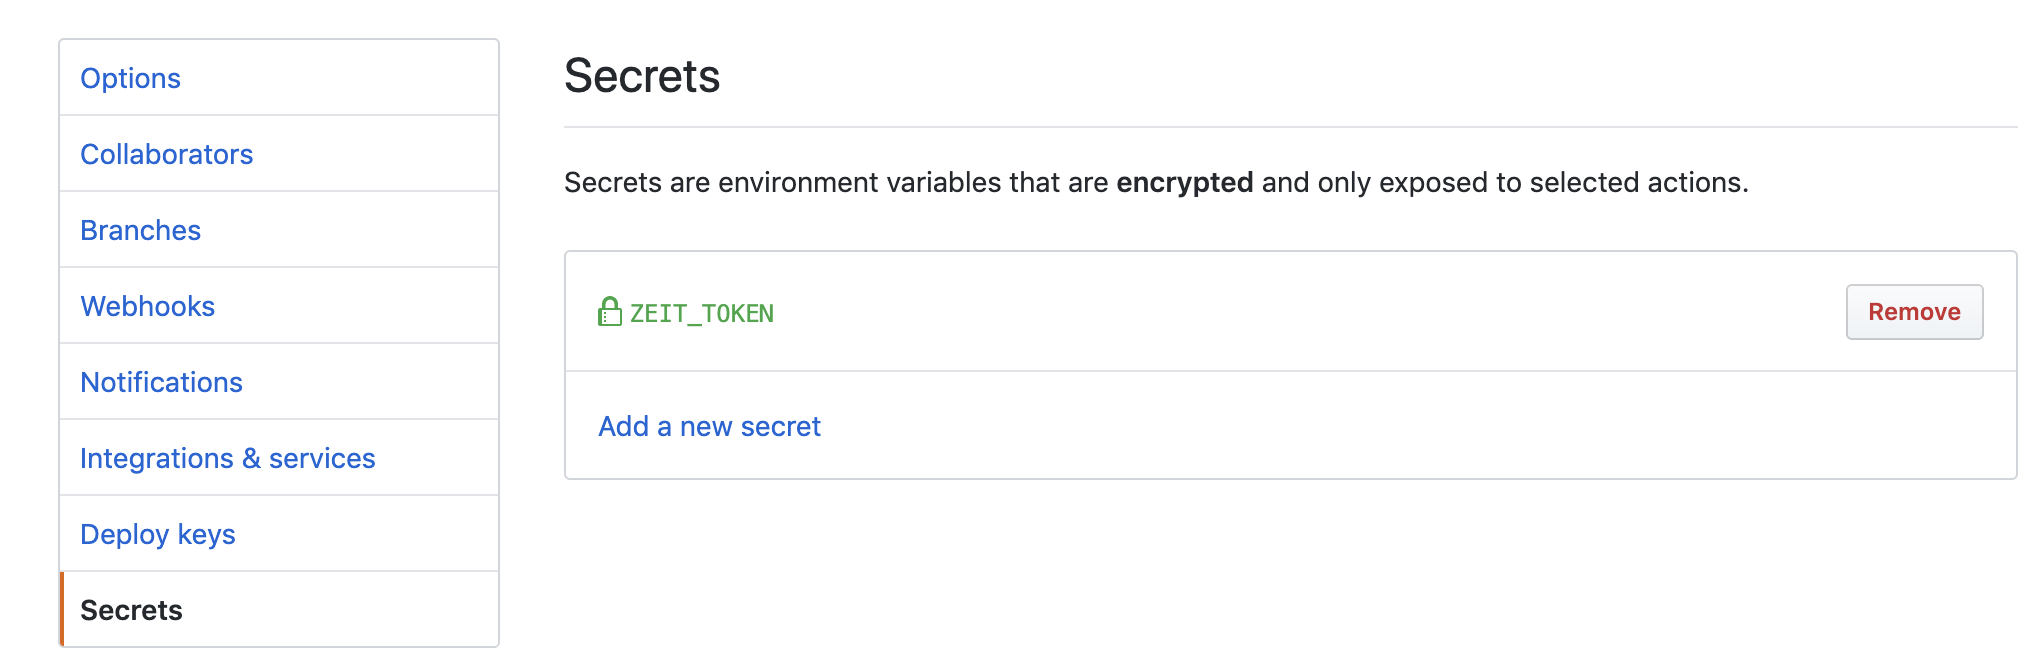 Options
Collaborators
Branches
Webhooks
Notifications
Integrations & services
Deploy keys
Secrets
Secrets
Secrets are environment variables that are encrypted and only exposed to selected actions.
ZEIT_TOKEN
Remove
Add a new secret